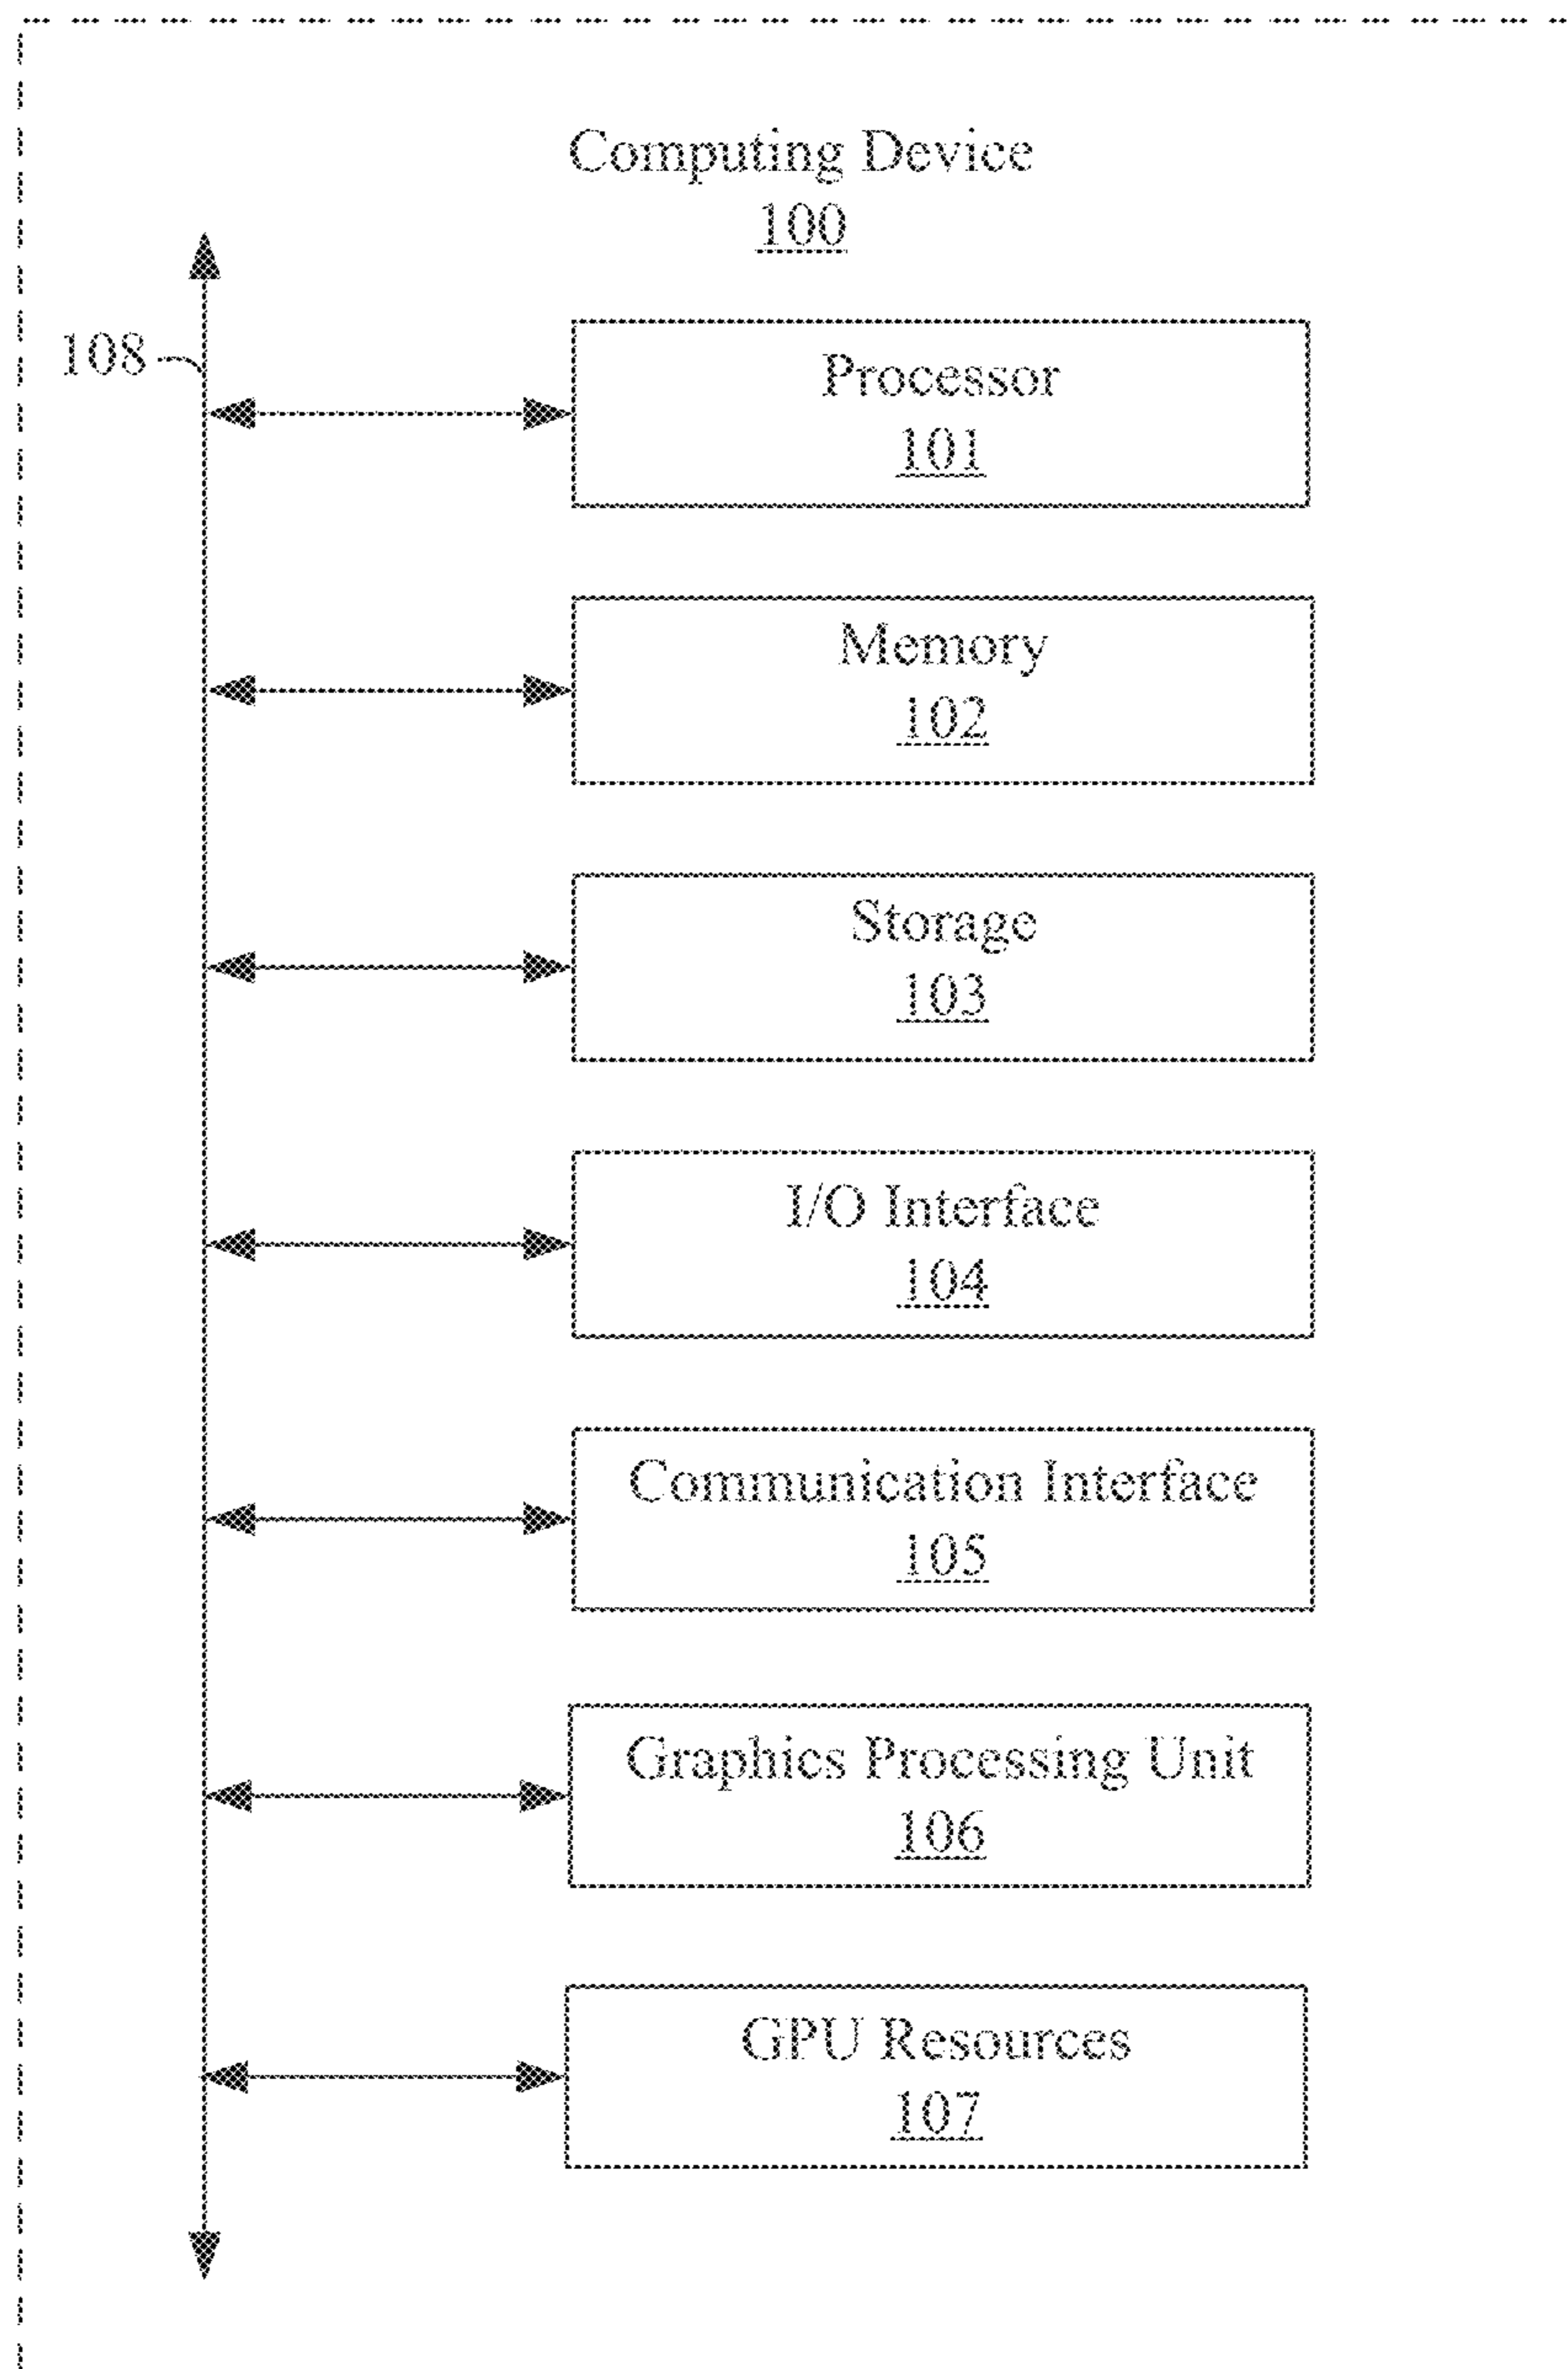 Computing Device
100
108
Processor
101
Memory
102
Storage
103
I/O Interface
104
Communication Interface
105
Graphics Processing Unit
106
GPU Resources
107